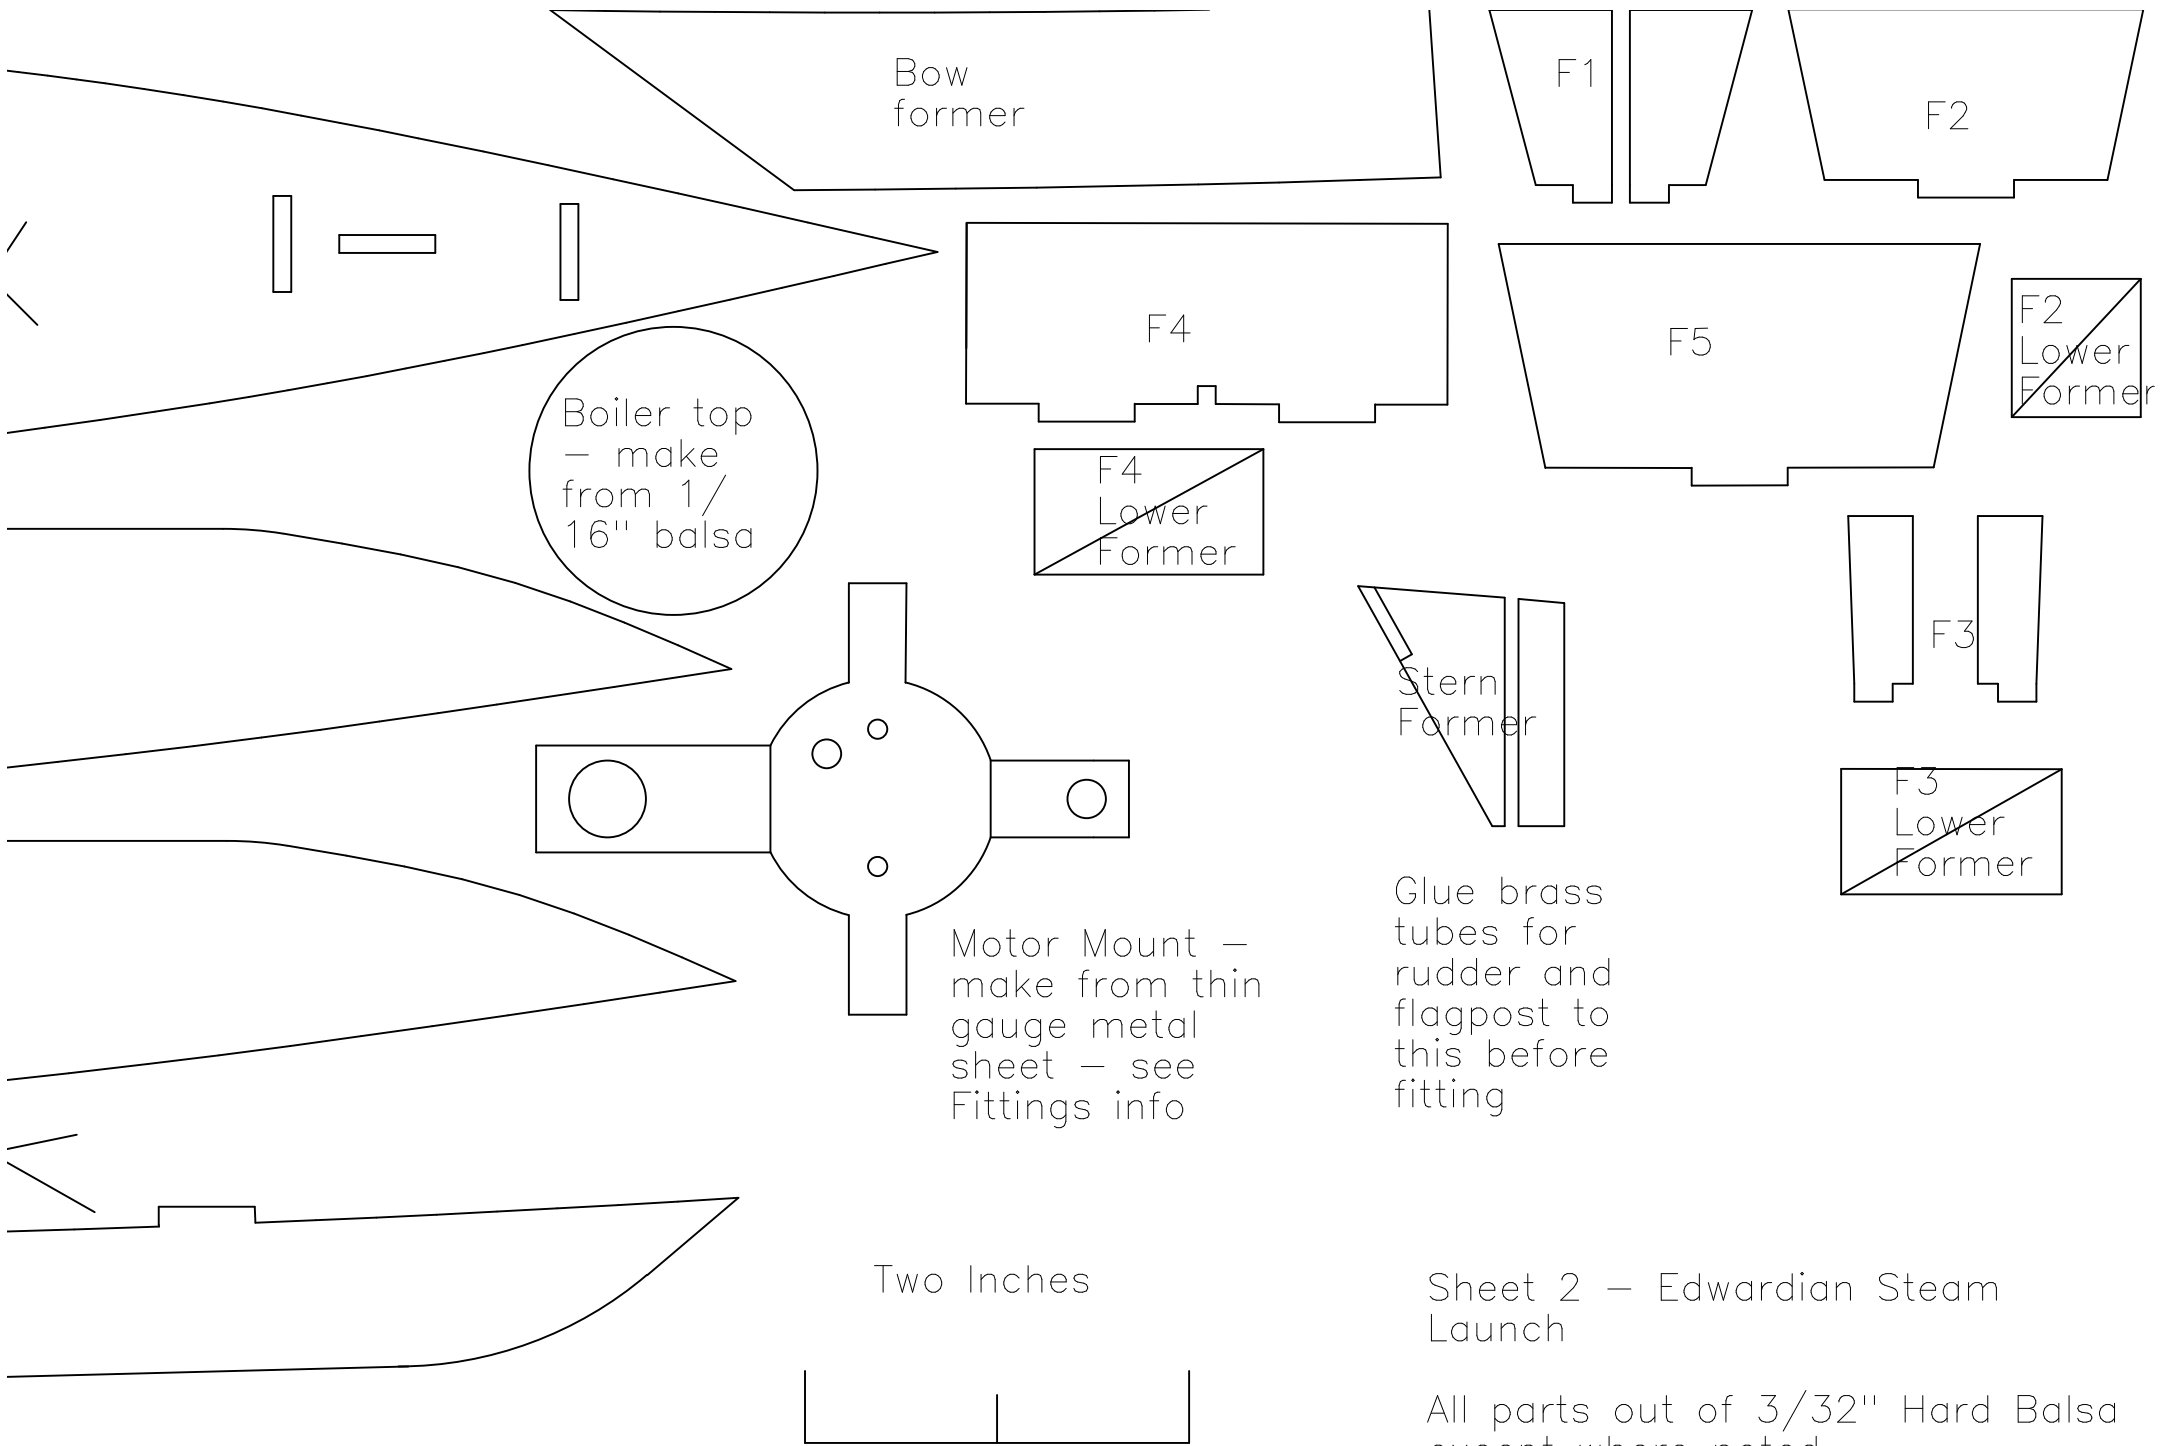 Bow
former
F1
F2
F4
F5
F2
Lower
Former
Boiler top
– make
from 1/
16" balsa
F4
Lower
Former
Stern
Former
F3
F3
Lower
Former
Motor Mount –
make from thin
gauge metal
sheet – see
Fittings info
Glue brass
tubes for
rudder and
flagpost to
this before
fitting
Two Inches
Sheet 2 – Edwardian Steam
Launch
All parts out of 3/32" Hard Balsa
except where noted